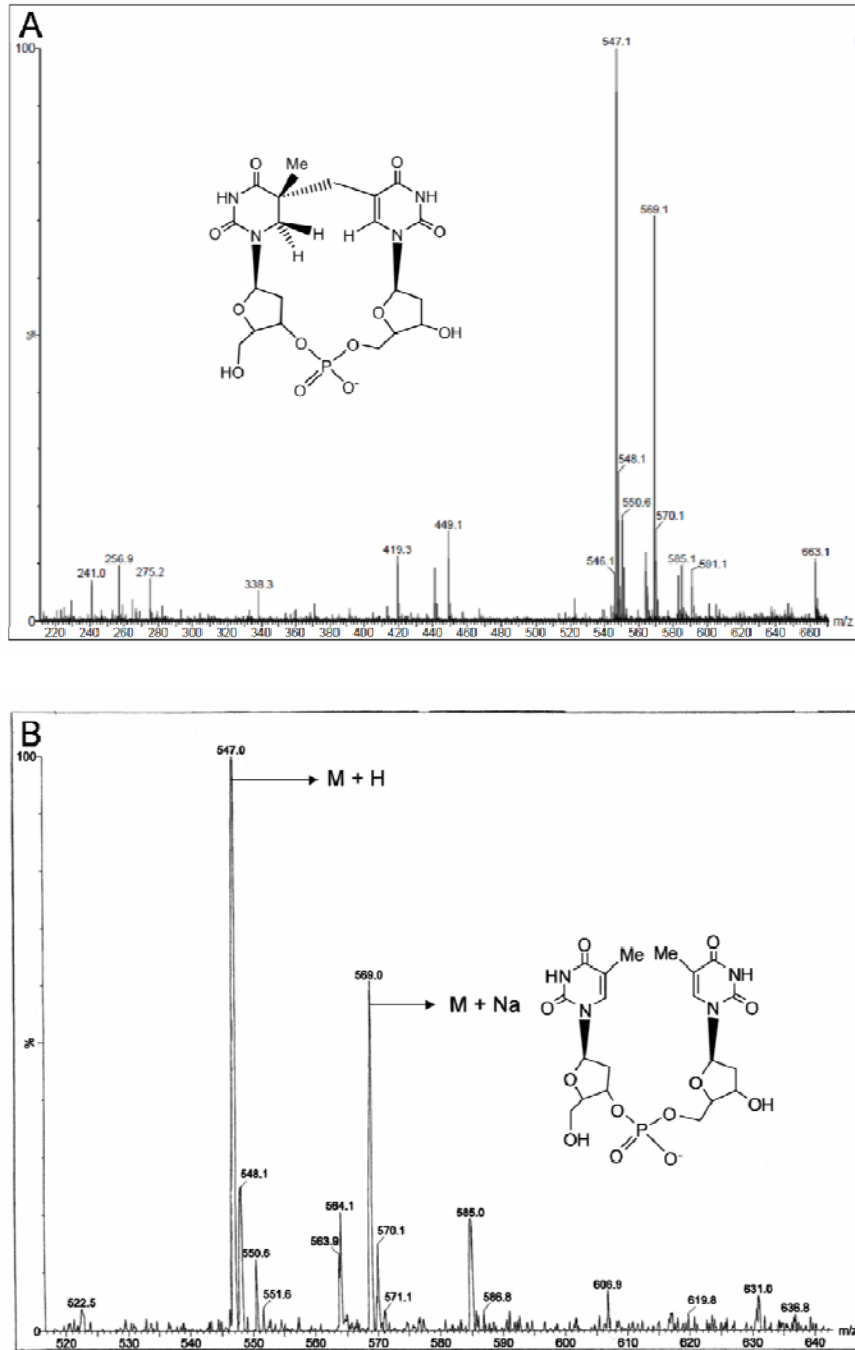 A
100
547.1
569.1
O
Me
O
HN
NH
O
N
H
H
H
N
O
O
O
O
OH
HO
P
O
O
O⁻
%
548.1
550.6
546.1
570.1
585.1
591.1
663.1
449.1
419.3
338.3
275.2
256.9
241.0
0
220 240 260 280 300 320 340 360 380 400 420 440 460 480 500 520 540 560 580 600 620 640 660 m/z
B
100
547.0
M + H
569.0
M + Na
O
Me
Me
O
HN
NH
O
N
N
O
O
O
O
OH
OH
P
O
O
O⁻
%
548.1
550.6
551.6
522.5
563.9
564.1
570.1
571.1
585.0
586.8
606.9
619.8
631.0
636.8
0
520 530 540 550 560 570 580 590 600 610 620 630 640 m/z